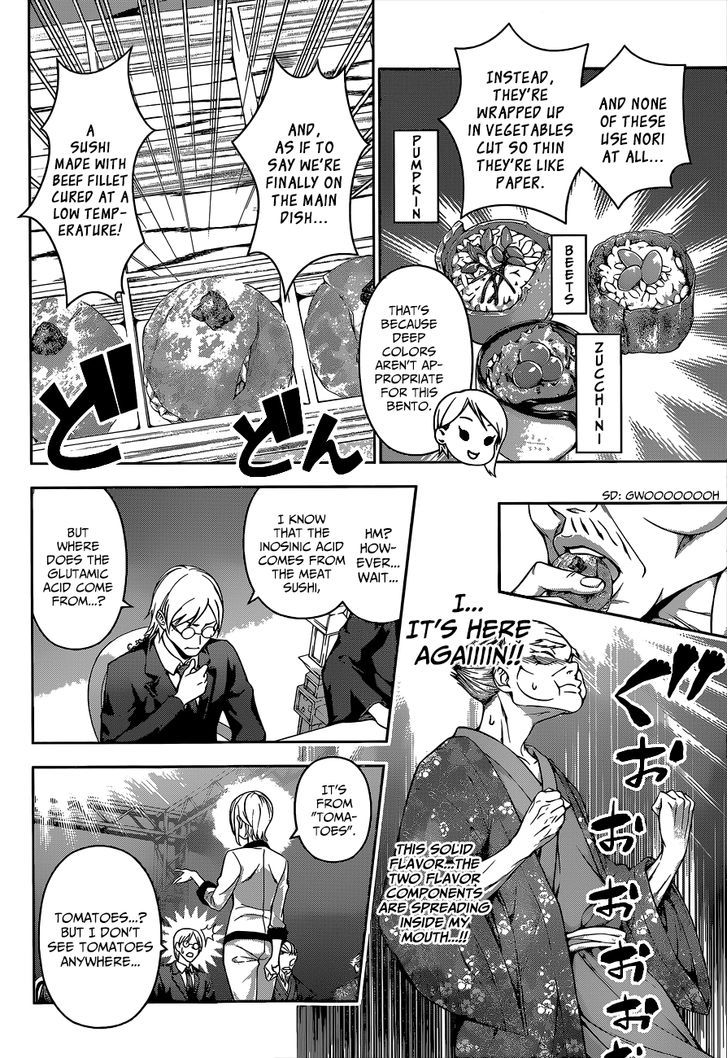 AND NONE
OF THESE
USE NORI
AT ALL...
INSTEAD,
THEY'RE
WRAPPED UP
IN VEGETABLES
CUT SO THIN
THEY'RE LIKE
PAPER.
PUMPKIN
BEETS
ZUCCHINI
THAT'S
BECAUSE
DEEP
COLORS
AREN'T AP-
PROPRIATE
FOR THIS
BENTO.
AND,
AS IF TO
SAY WE'RE
FINALLY ON
THE MAIN
DISH...
A
SUSHI
MADE WITH
BEEF FILLET
CURED AT A
LOW TEMP-
ERATURE!
どどん
SD: GWOOOOOOOH
I...
IT'S HERE
AGAIIIIN!!
ぐおおおおおお
THIS SOLID
FLAVOR...THE
TWO FLAVOR
COMPONENTS
ARE SPREADING
INSIDE MY
MOUTH...!!
HM?
HOW-
EVER...
WAIT...
I KNOW
THAT THE
INOSINIC ACID
COMES FROM
THE MEAT
SUSHI,
BUT
WHERE
DOES THE
GLUTAMIC
ACID COME
FROM...?
IT'S
FROM
"TOMA-
TOES".
TOMATOES...?
BUT I DON'T
SEE TOMATOES
ANYWHERE...